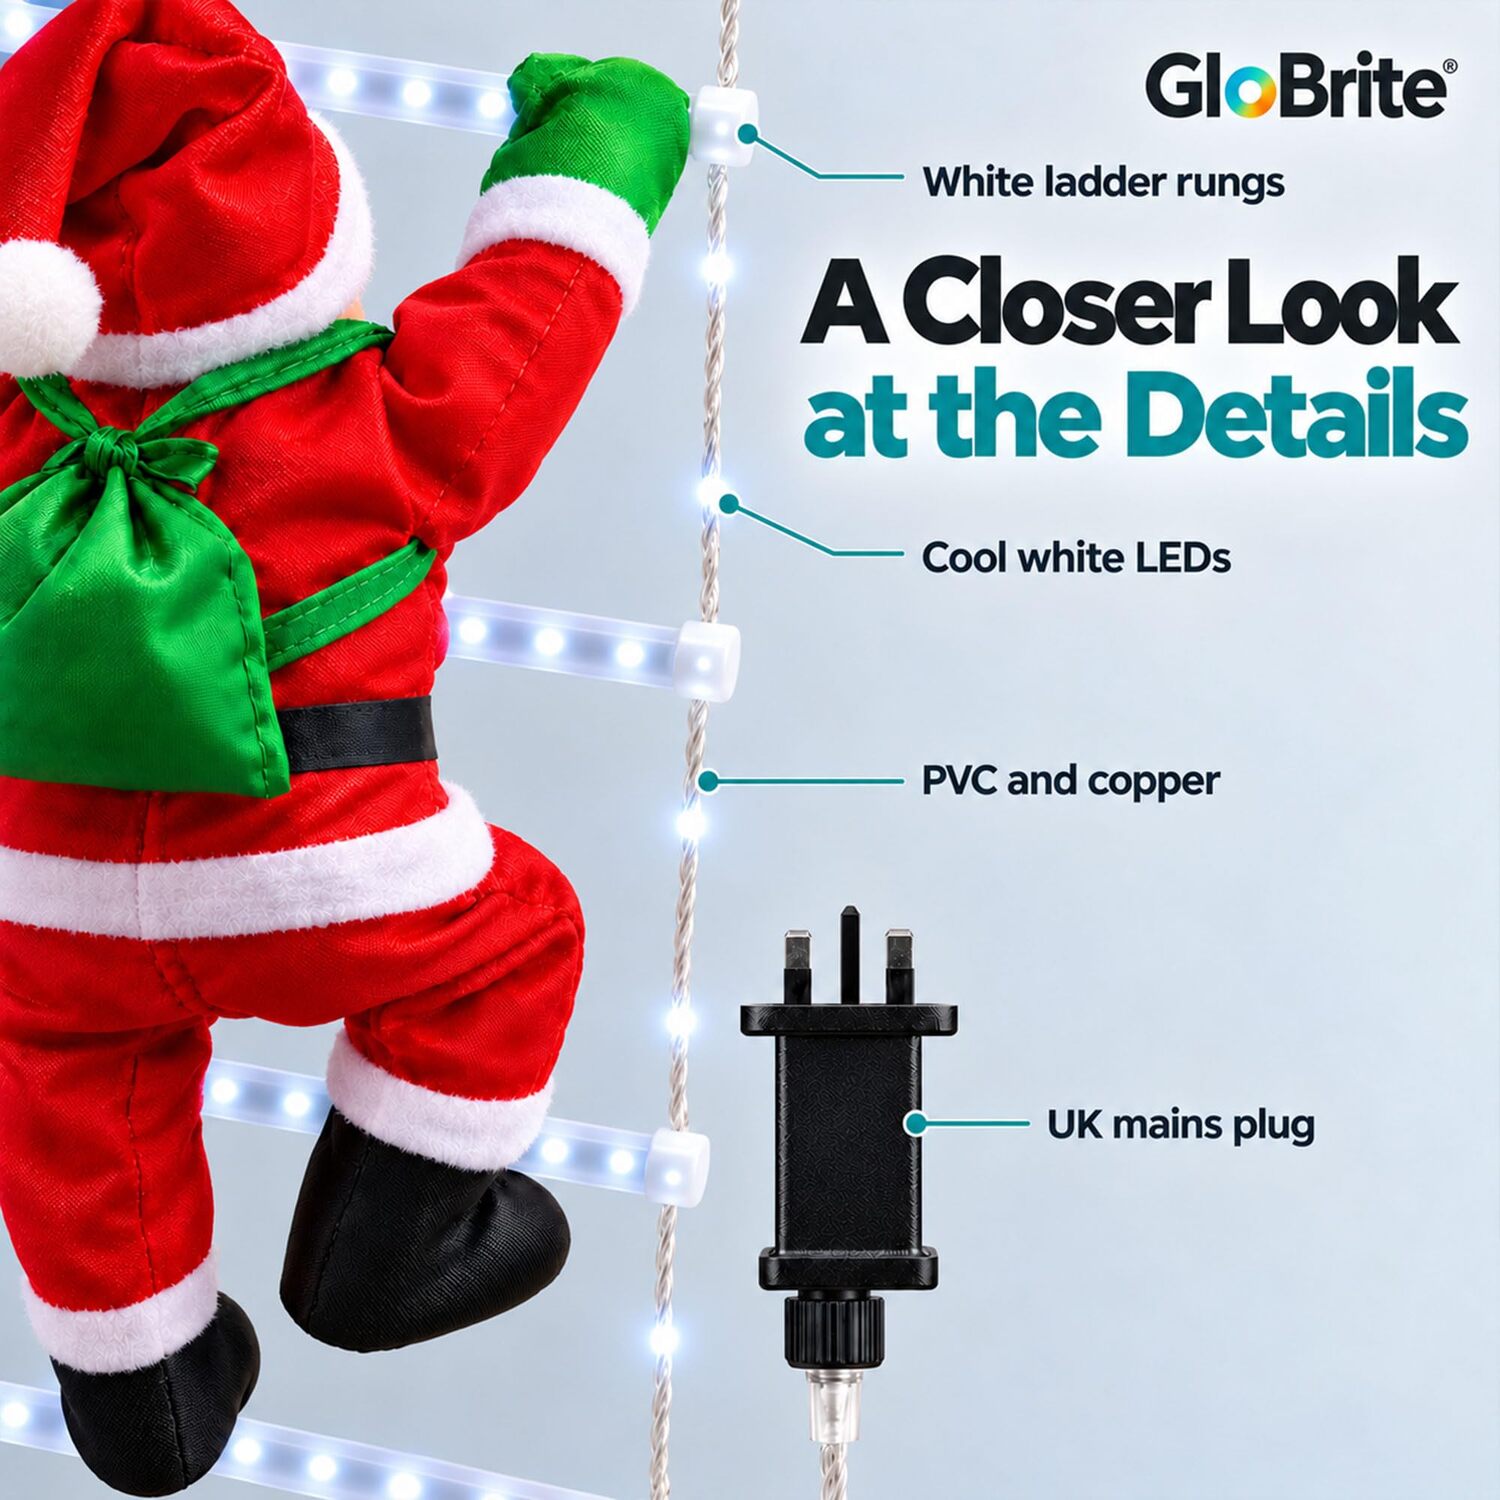 GloBrite®
White ladder rungs
A Closer Look
at the Details
Cool white LEDs
PVC and copper
UK mains plug